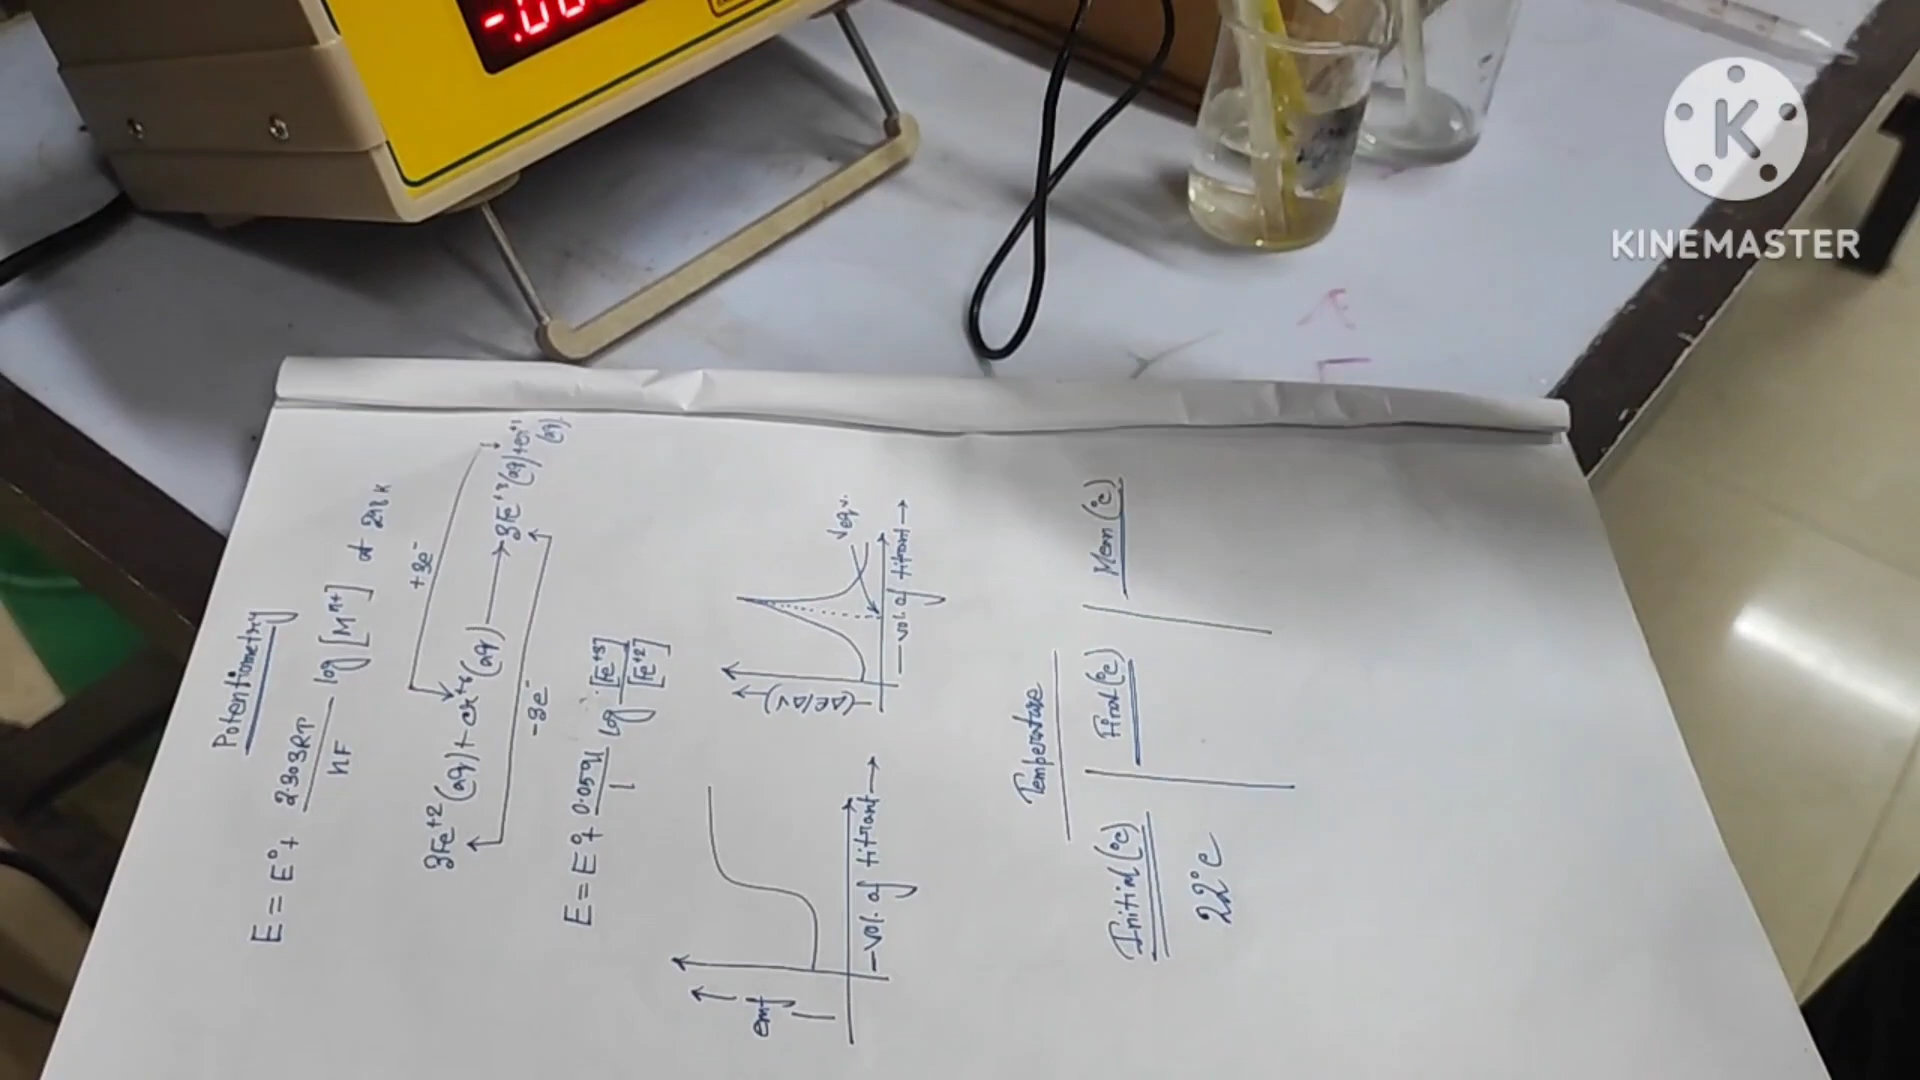 Potentiometry
E = E° + 2.303RT/nF log [Mⁿ⁺] at 298 K
+3e⁻
3Fe⁺² (aq) + cr⁺⁶ (aq) → 3Fe⁺³ (aq) + cr⁺³ (aq)
-3e⁻
E = E° + 0.0591/1 log [Fe⁺³]/[Fe⁺²]
emf
vol. of titrant →
(ΔE/ΔV)
Veqv.
vol. of titrant →
Temperature
Initial (°c) Final (°c) Mean (°c)
22°c
K
KINEMASTER